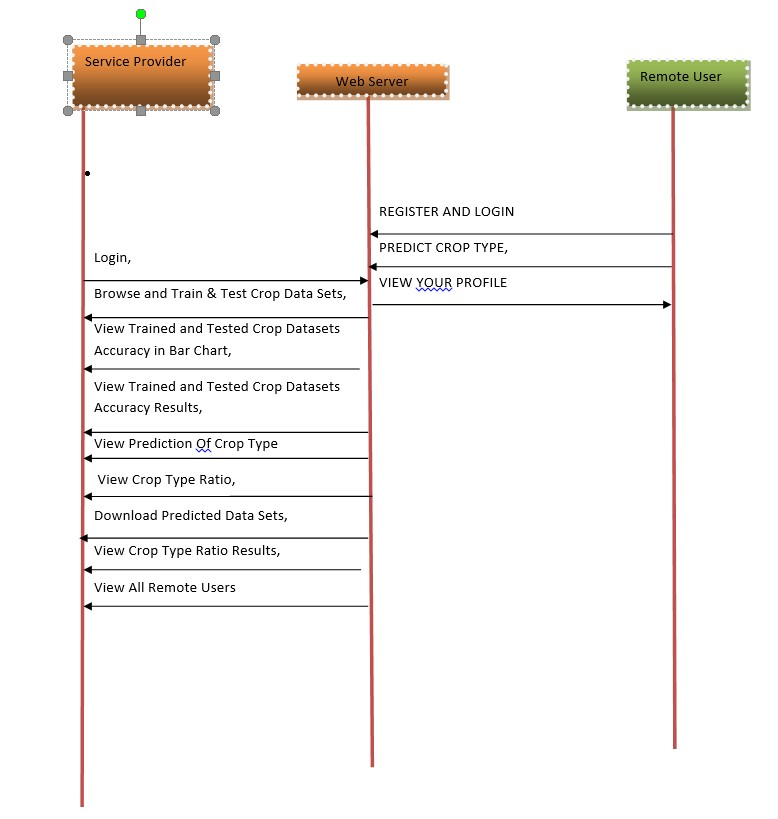 Service Provider
Web Server
Remote User
REGISTER AND LOGIN
PREDICT CROP TYPE,
VIEW YOUR PROFILE
Login,
Browse and Train & Test Crop Data Sets,
View Trained and Tested Crop Datasets
Accuracy in Bar Chart,
View Trained and Tested Crop Datasets
Accuracy Results,
View Prediction Of Crop Type
View Crop Type Ratio,
Download Predicted Data Sets,
View Crop Type Ratio Results,
View All Remote Users